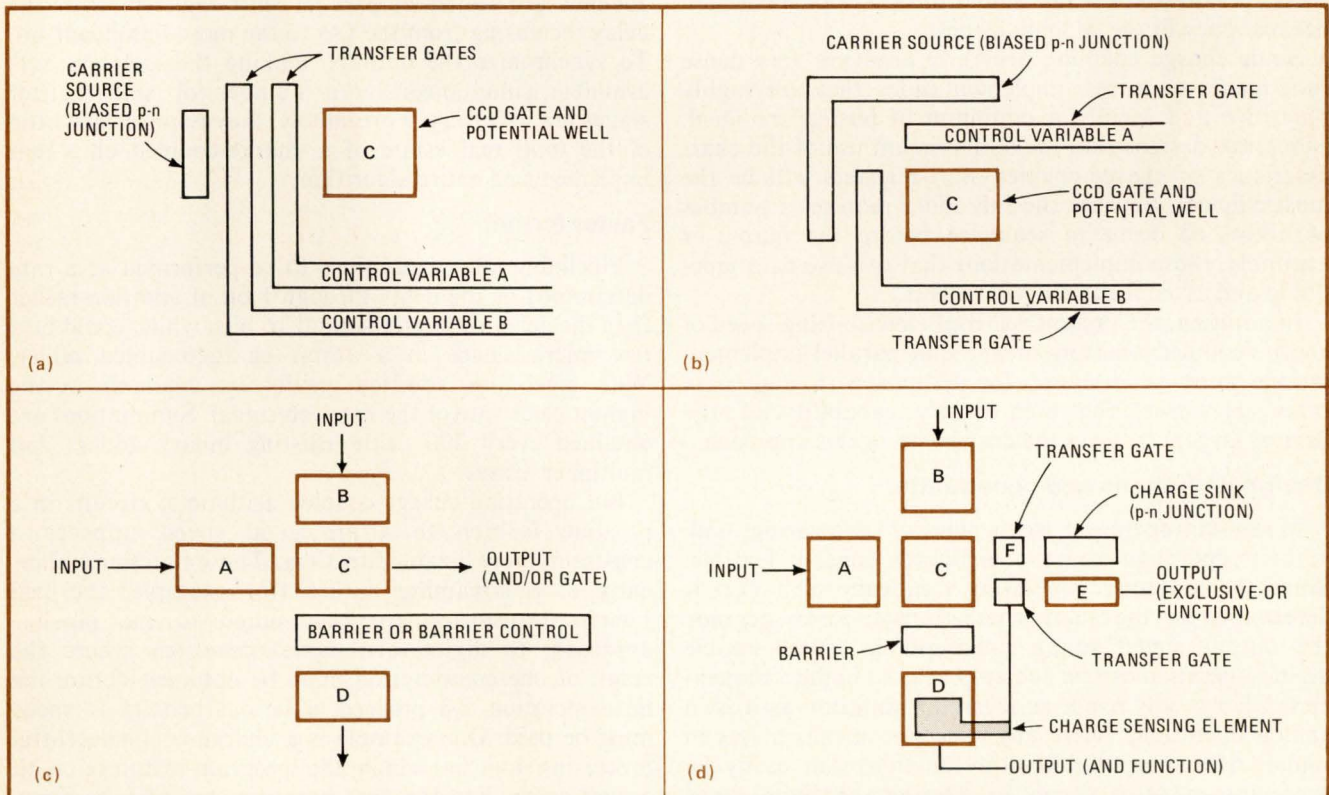 TRANSFER GATES
CARRIER
SOURCE
(BIASED p-n
JUNCTION)
CCD GATE AND
POTENTIAL WELL
C
CONTROL VARIABLE A
CONTROL VARIABLE B
(a)
CARRIER SOURCE (BIASED p-n JUNCTION)
TRANSFER GATE
CONTROL VARIABLE A
C
CCD GATE AND
POTENTIAL WELL
CONTROL VARIABLE B
TRANSFER GATE
(b)
INPUT
B
INPUT
A
C
OUTPUT
(AND/OR GATE)
BARRIER OR BARRIER CONTROL
D
(c)
INPUT
B
TRANSFER GATE
CHARGE SINK
(p-n JUNCTION)
F
INPUT
A
C
E
OUTPUT
(EXCLUSIVE-OR
FUNCTION)
BARRIER
TRANSFER GATE
D
CHARGE SENSING ELEMENT
OUTPUT (AND FUNCTION)
(d)